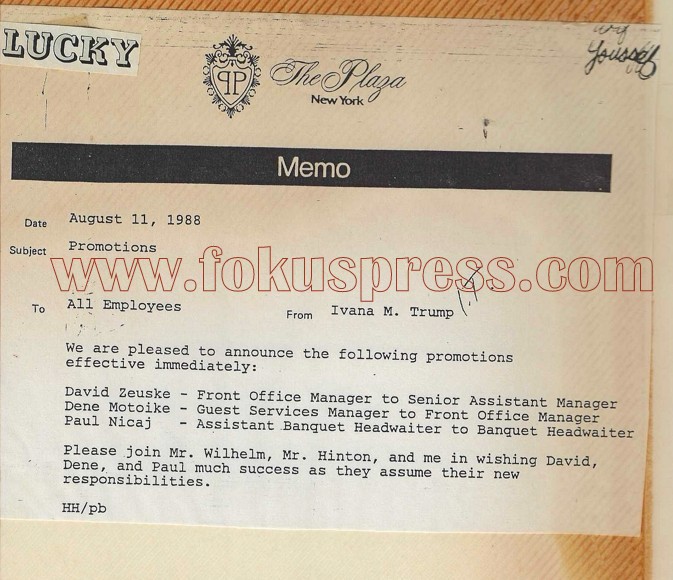 LUCKY
Youssef
The Plaza
New York
Memo
Date August 11, 1988
Subject Promotions
www.fokuspress.com
To All Employees From Ivana M. Trump
We are pleased to announce the following promotions
effective immediately:
David Zeuske - Front Office Manager to Senior Assistant Manager
Dene Motoike - Guest Services Manager to Front Office Manager
Paul Nicaj - Assistant Banquet Headwaiter to Banquet Headwaiter
Please join Mr. Wilhelm, Mr. Hinton, and me in wishing David,
Dene, and Paul much success as they assume their new
responsibilities.
HH/pb